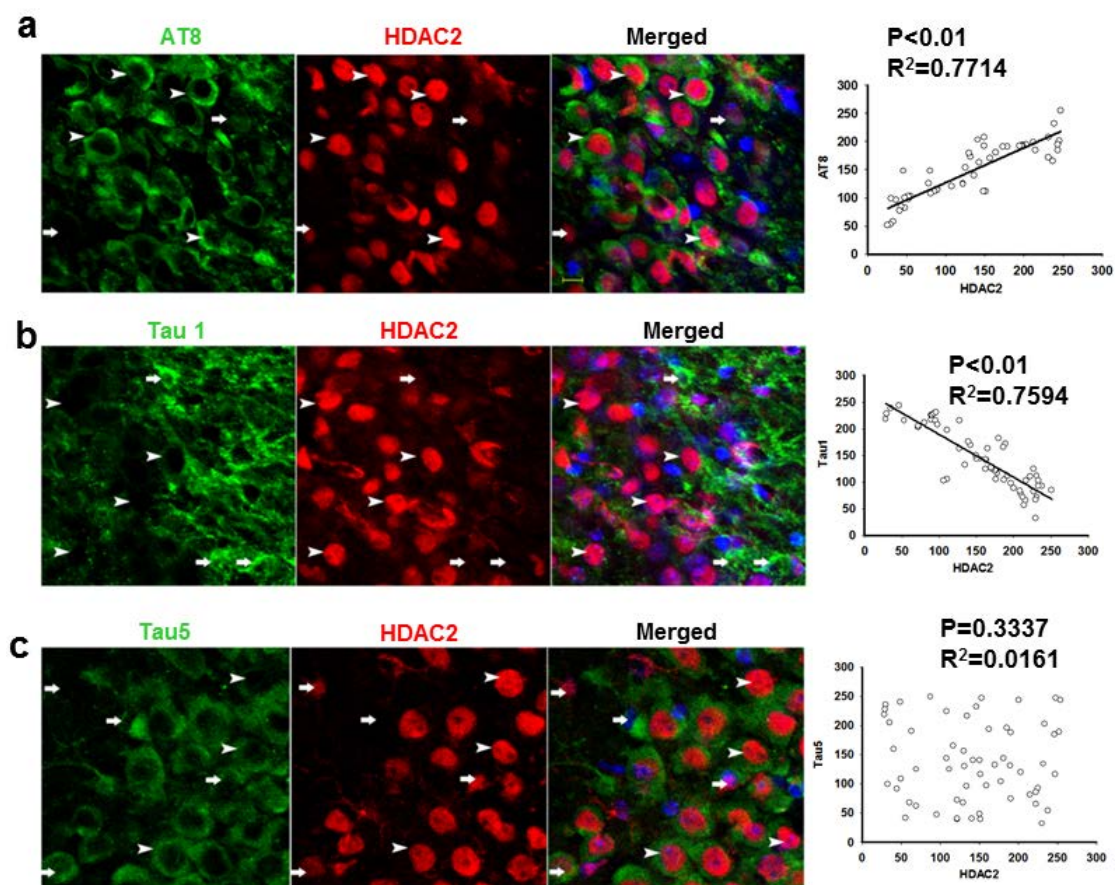 a
AT8 HDAC2 Merged
P<0.01
R²=0.7714
300
250
200
150
100
50
0
AT8
0 50 100 150 200 250 300
HDAC2
b
Tau 1 HDAC2 Merged
P<0.01
R²=0.7594
300
250
200
150
100
50
0
Tau1
0 50 100 150 200 250 300
HDAC2
c
Tau5 HDAC2 Merged
P=0.3337
R²=0.0161
300
250
200
150
100
50
0
Tau5
0 50 100 150 200 250 300
HDAC2